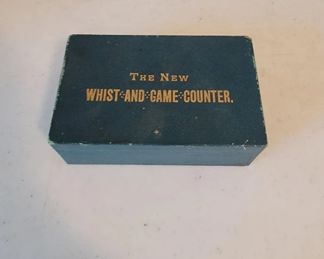 THE NEW
WHIST AND GAME COUNTER.